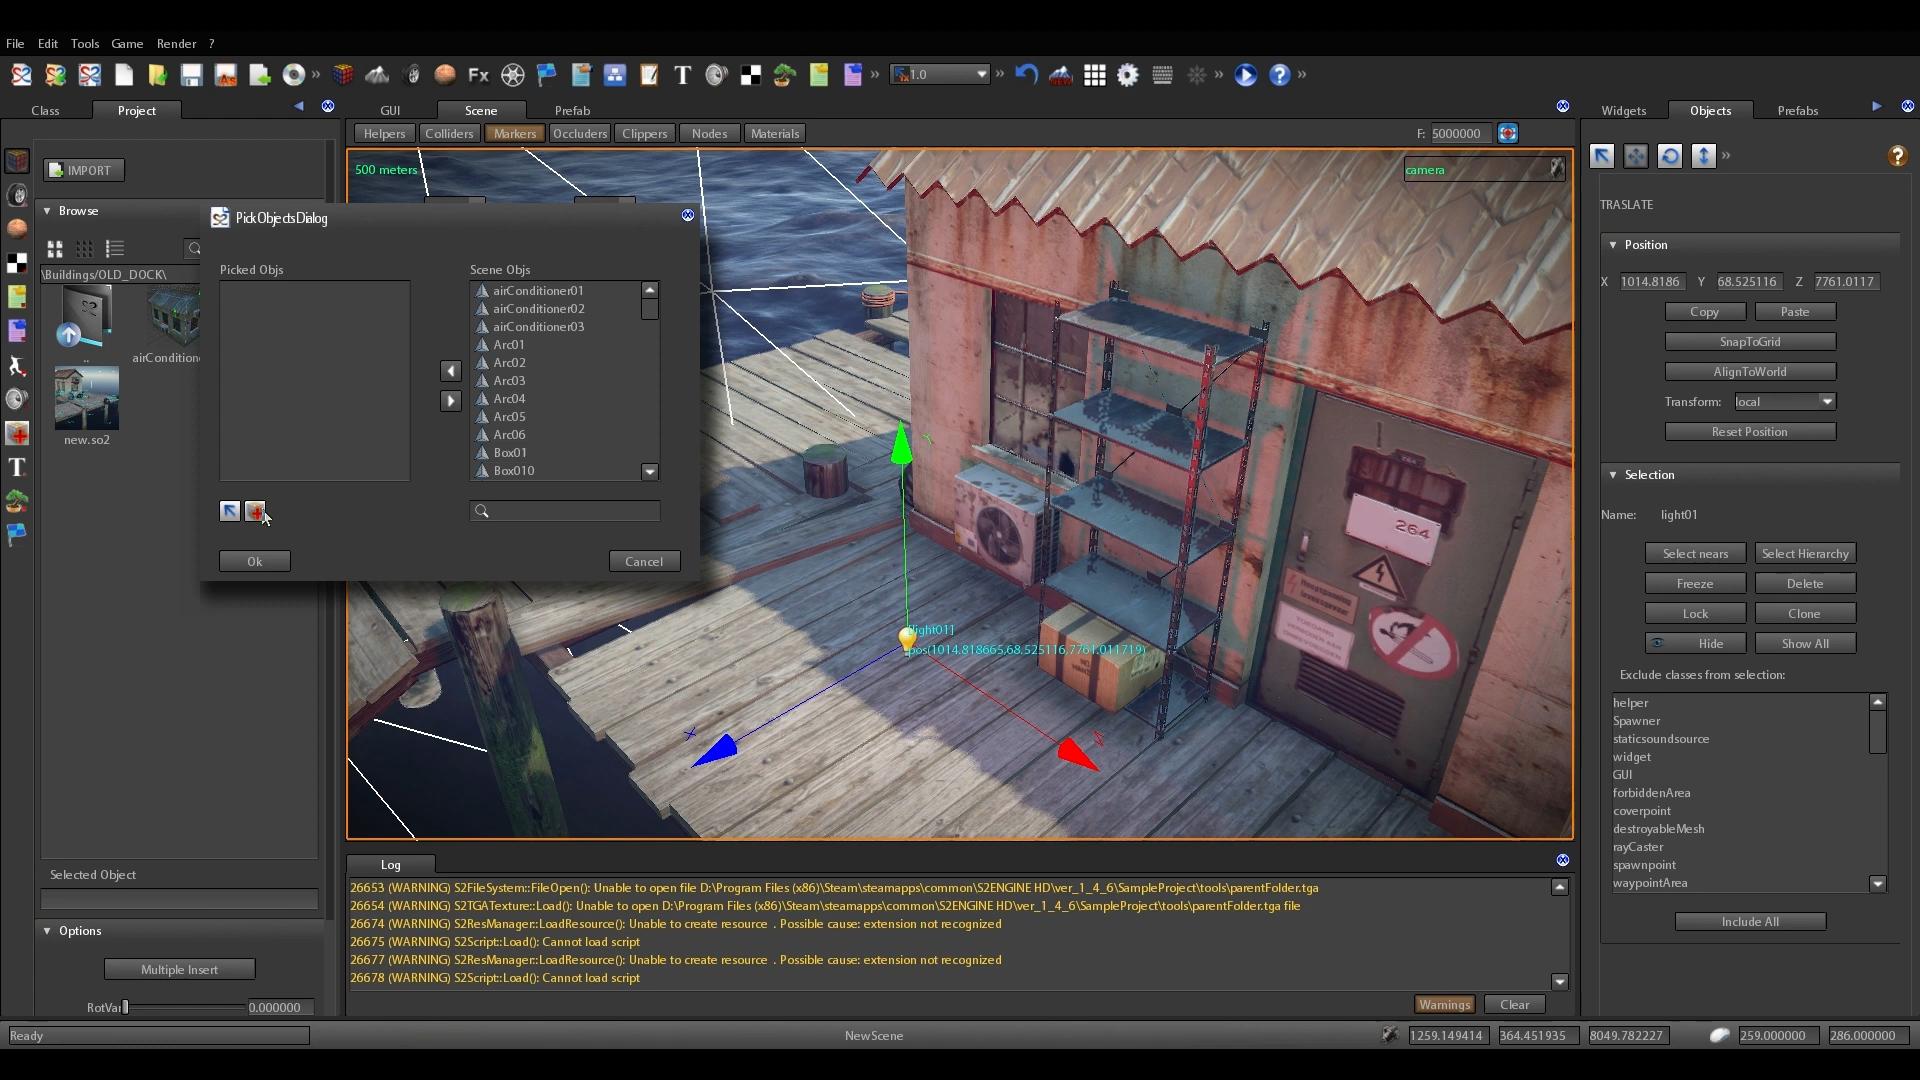 File Edit Tools Game Render ?
Fx T 1.0
Class Project
GUI Scene Prefab
Widgets Objects Prefabs
Helpers Colliders Markers Occluders Clippers Nodes Materials
F: 5000000
IMPORT
Browse
\Buildings/OLD_DOCK\
..
airCondition
new.so2
Selected Object
Options
Multiple Insert
RotVa 0.000000
PickObjectsDialog
Picked Objs
Scene Objs
airConditioner01
airConditioner02
airConditioner03
Arc01
Arc02
Arc03
Arc04
Arc05
Arc06
Box01
Box010
Ok
Cancel
500 meters
camera
264
[light01]
pos(1014.818665,68.525116,7761.011719)
TRASLATE
Position
X 1014.8186 Y 68.525116 Z 7761.0117
Copy Paste
SnapToGrid
AlignToWorld
Transform: local
Reset Position
Selection
Name: light01
Select nears Select Hierarchy
Freeze Delete
Lock Clone
Hide Show All
Exclude classes from selection:
helper
Spawner
staticsoundsource
widget
GUI
forbiddenArea
coverpoint
destroyableMesh
rayCaster
spawnpoint
waypointArea
Include All
Log
26653 (WARNING) S2FileSystem::FileOpen(): Unable to open file D:\Program Files (x86)\Steam\steamapps\common\S2ENGINE HD\ver_1_4_6\SampleProject\tools\parentFolder.tga
26654 (WARNING) S2TGATexture::Load(): Unable to open D:\Program Files (x86)\Steam\steamapps\common\S2ENGINE HD\ver_1_4_6\SampleProject\tools\parentFolder.tga file
26674 (WARNING) S2ResManager::LoadResource(): Unable to create resource  . Possible cause: extension not recognized
26675 (WARNING) S2Script::Load(): Cannot load script
26677 (WARNING) S2ResManager::LoadResource(): Unable to create resource  . Possible cause: extension not recognized
26678 (WARNING) S2Script::Load(): Cannot load script
Warnings Clear
Ready
NewScene
1259.149414 364.451935 8049.782227 259.000000 286.000000